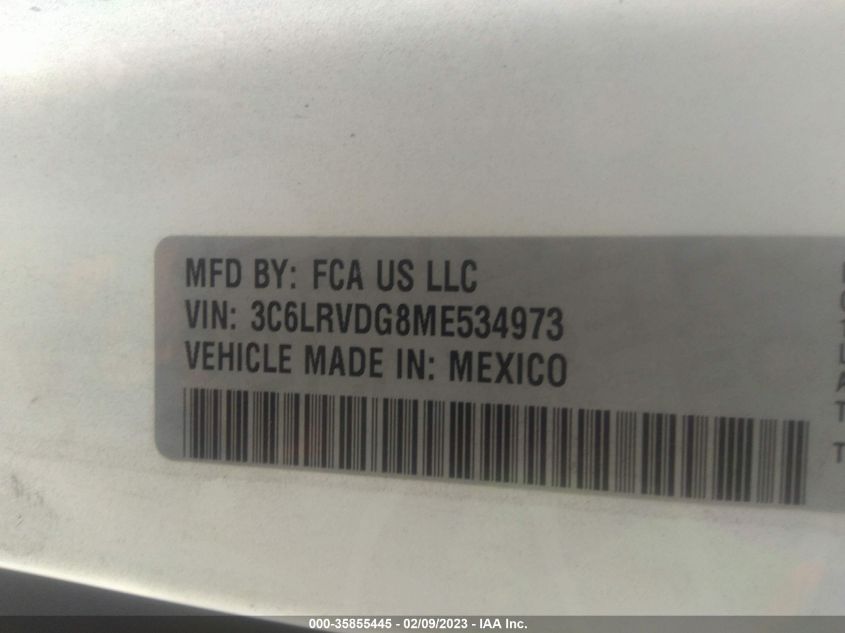 MFD BY: FCA US LLC
VIN: 3C6LRVDG8ME534973
VEHICLE MADE IN: MEXICO
000-35855445 - 02/09/2023 - IAA Inc.